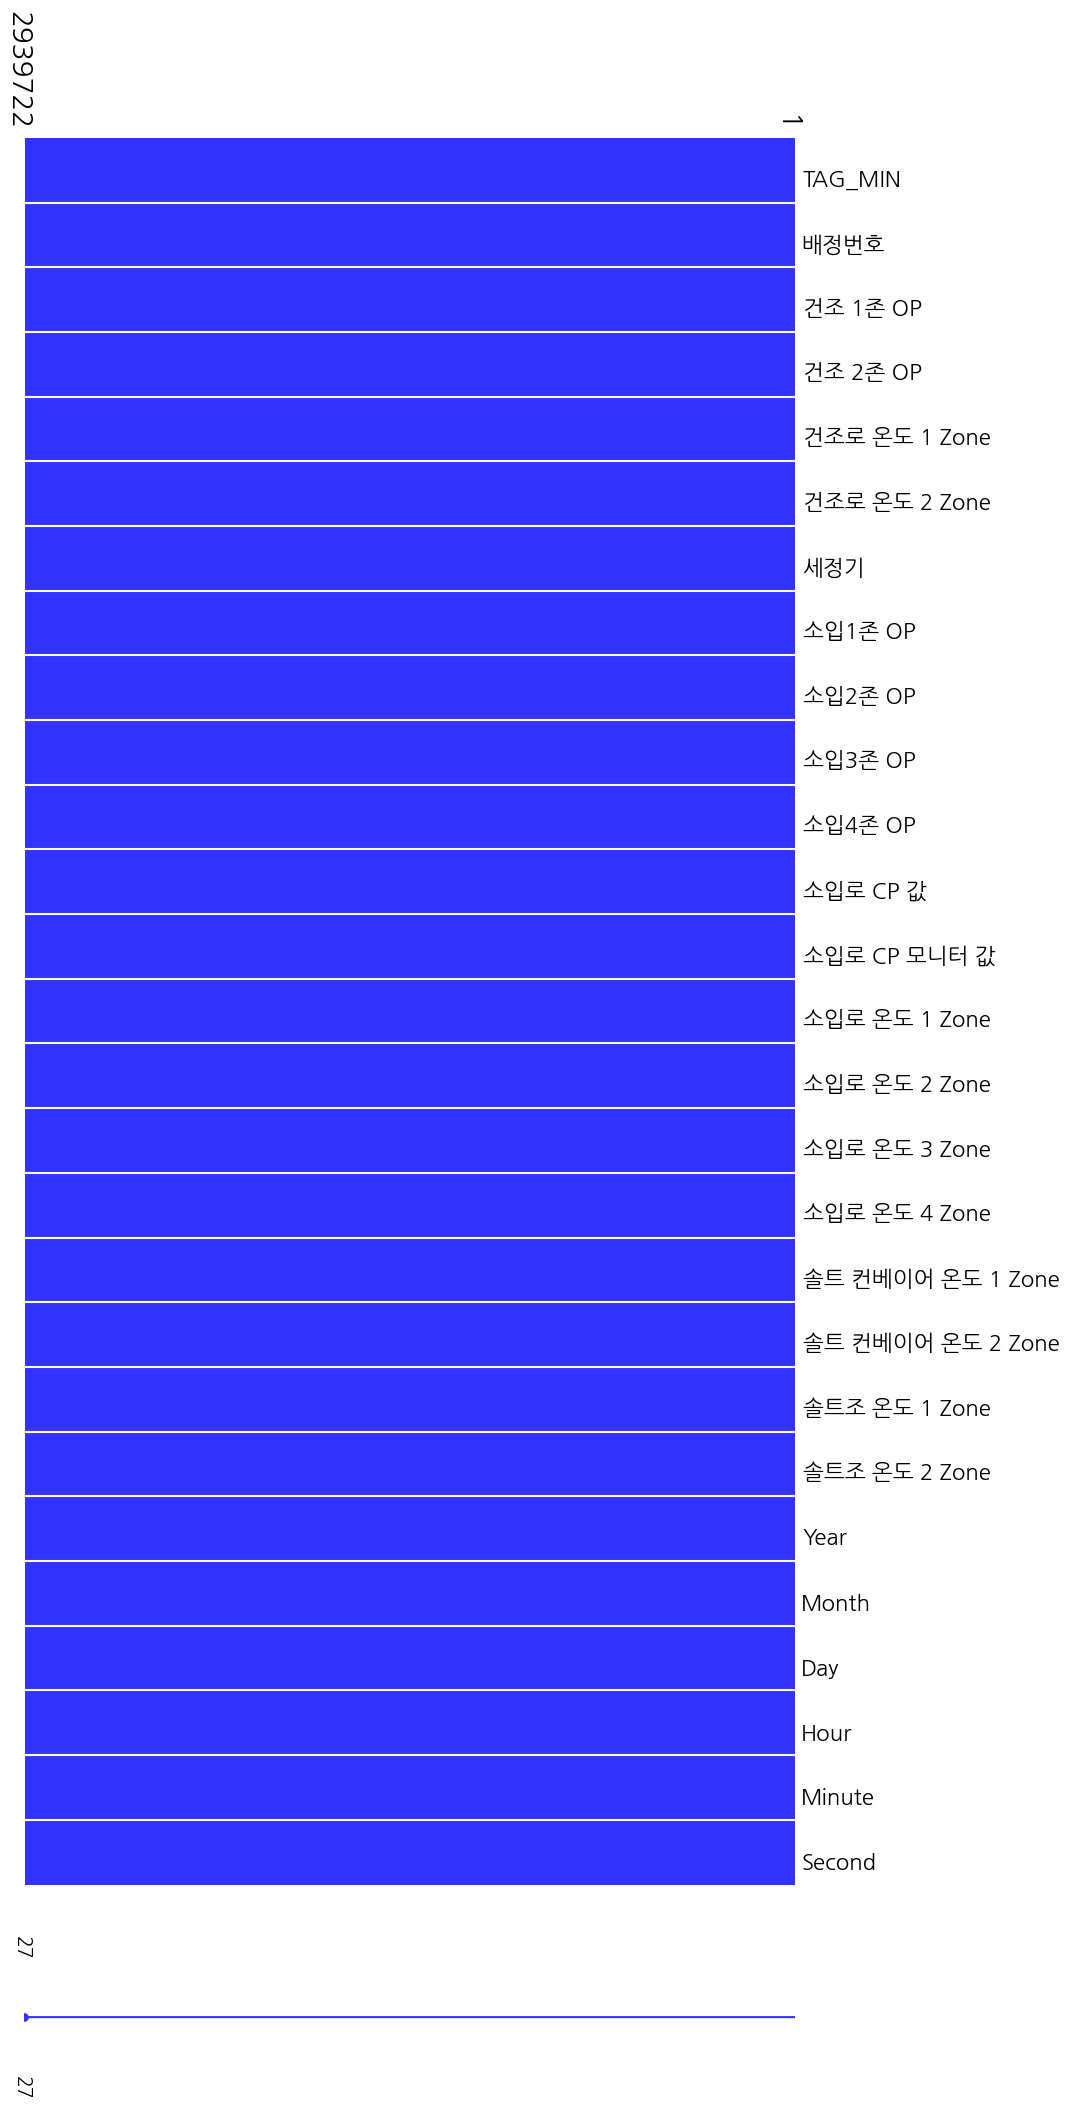 2939722
1
TAG_MIN
배정번호
건조 1존 OP
건조 2존 OP
건조로 온도 1 Zone
건조로 온도 2 Zone
세정기
소입1존 OP
소입2존 OP
소입3존 OP
소입4존 OP
소입로 CP 값
소입로 CP 모니터 값
소입로 온도 1 Zone
소입로 온도 2 Zone
소입로 온도 3 Zone
소입로 온도 4 Zone
솔트 컨베이어 온도 1 Zone
솔트 컨베이어 온도 2 Zone
솔트조 온도 1 Zone
솔트조 온도 2 Zone
Year
Month
Day
Hour
Minute
Second
27
27